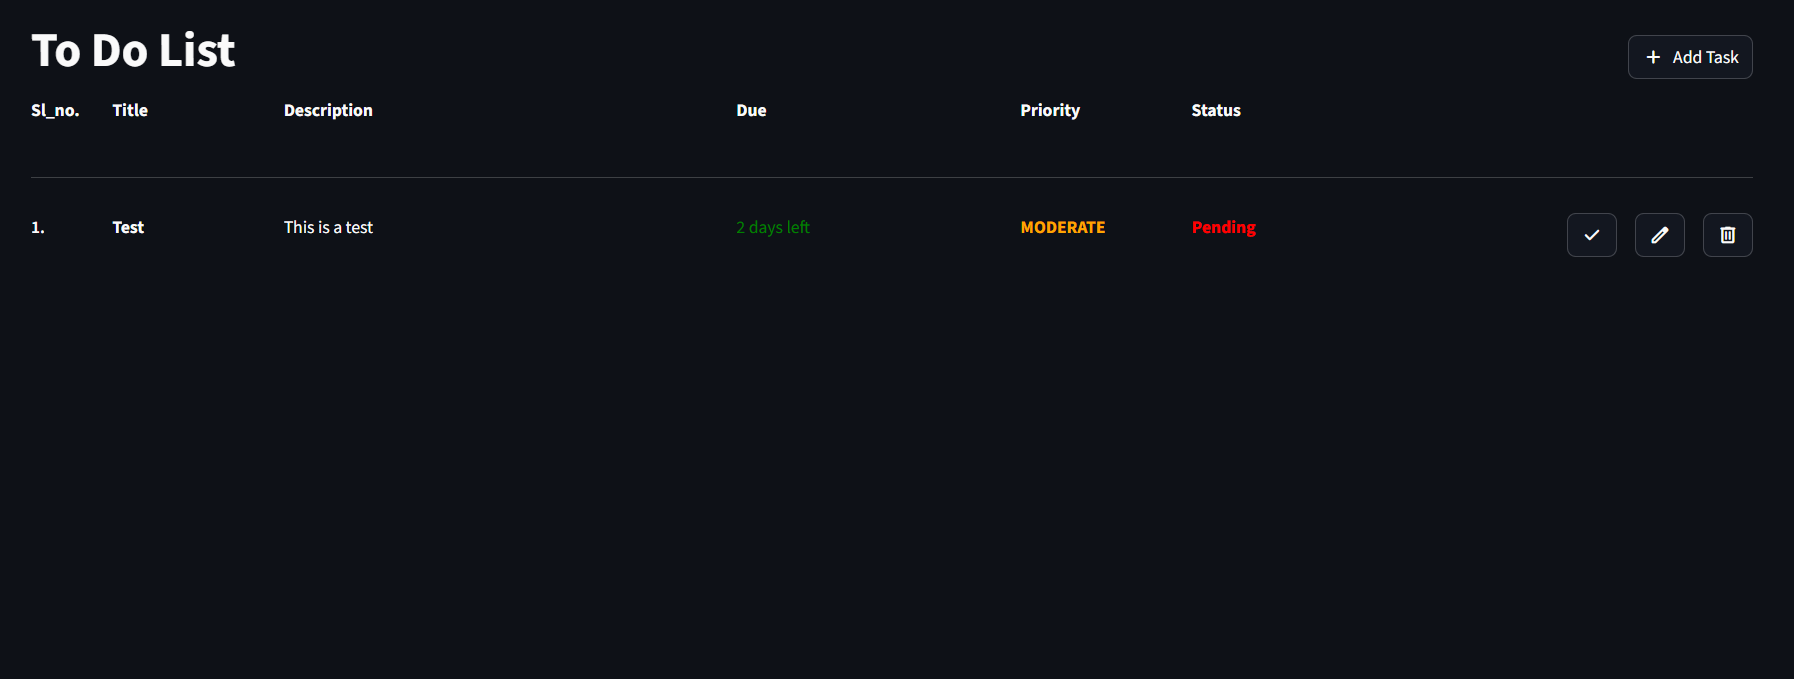 To Do List
Add Task
Sl_no. Title Description Due Priority Status
1. Test This is a test 2 days left MODERATE Pending